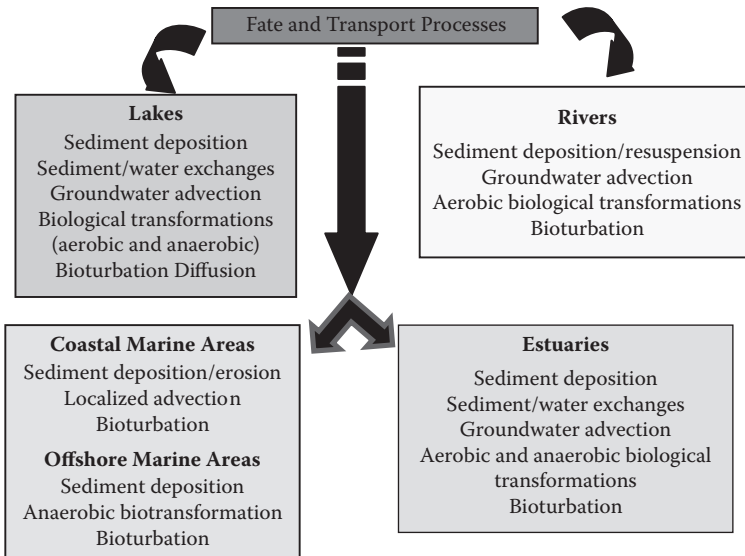 Fate and Transport Processes
Lakes
Sediment deposition
Sediment/water exchanges
Groundwater advection
Biological transformations
(aerobic and anaerobic)
Bioturbation Diffusion
Rivers
Sediment deposition/resuspension
Groundwater advection
Aerobic biological transformations
Bioturbation
Coastal Marine Areas
Sediment deposition/erosion
Localized advection
Bioturbation
Offshore Marine Areas
Sediment deposition
Anaerobic biotransformation
Bioturbation
Estuaries
Sediment deposition
Sediment/water exchanges
Groundwater advection
Aerobic and anaerobic biological
transformations
Bioturbation